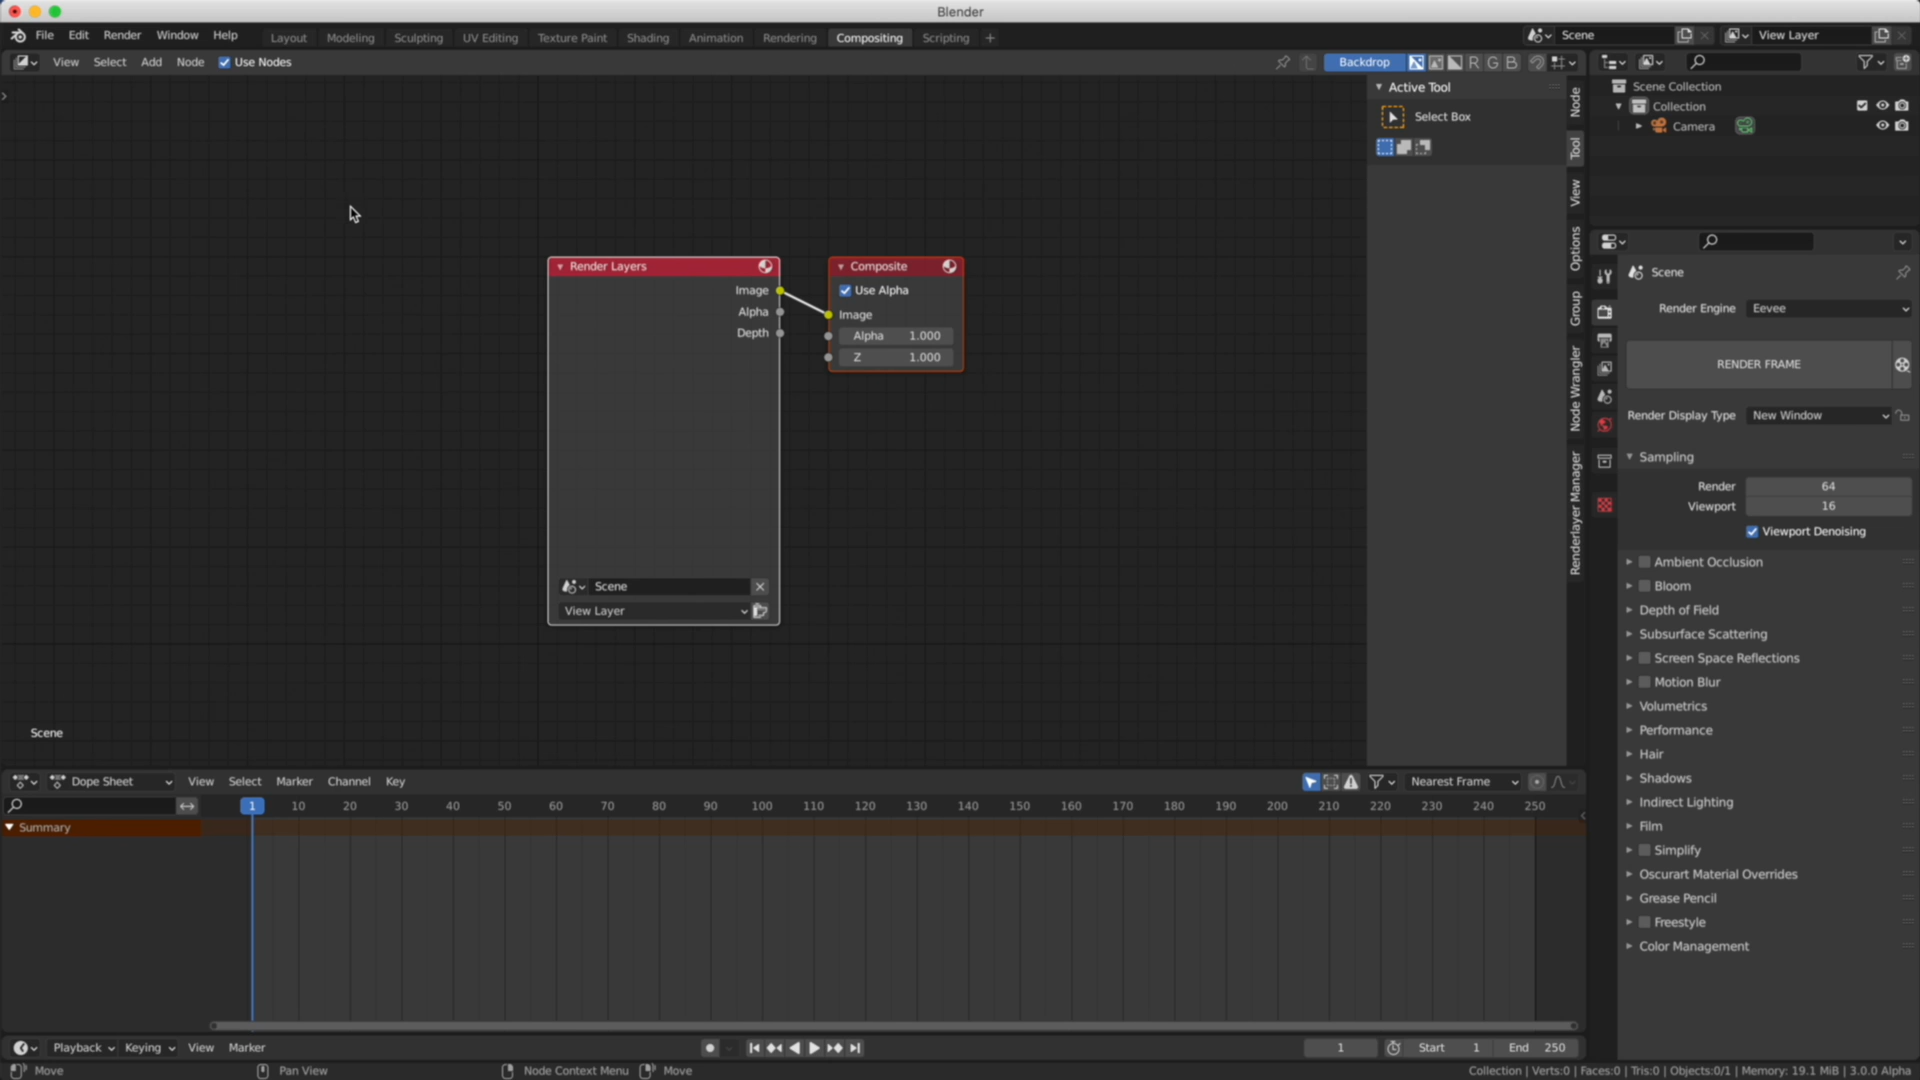 Blender
File Edit Render Window Help Layout Modeling Sculpting UV Editing Texture Paint Shading Animation Rendering Compositing Scripting + Scene View Layer
View Select Add Node Use Nodes Backdrop R G B
Active Tool
Select Box
Node
Tool
View
Options
Group
Node Wrangler
Renderlayer Manager
Scene Collection
Collection
Camera
Render Layers
Image
Alpha
Depth
Scene
View Layer
Composite
Use Alpha
Image
Alpha 1.000
Z 1.000
Scene
Scene
Render Engine Eevee
RENDER FRAME
Render Display Type New Window
Sampling
Render 64
Viewport 16
Viewport Denoising
Ambient Occlusion
Bloom
Depth of Field
Subsurface Scattering
Screen Space Reflections
Motion Blur
Volumetrics
Performance
Hair
Shadows
Indirect Lighting
Film
Simplify
Oscurart Material Overrides
Grease Pencil
Freestyle
Color Management
Dope Sheet View Select Marker Channel Key Nearest Frame
1 10 20 30 40 50 60 70 80 90 100 110 120 130 140 150 160 170 180 190 200 210 220 230 240 250
Summary
Playback Keying View Marker 1 Start 1 End 250
Move Pan View Node Context Menu Move Collection | Verts:0 | Faces:0 | Tris:0 | Objects:0/1 | Memory: 19.1 MiB | 3.0.0 Alpha